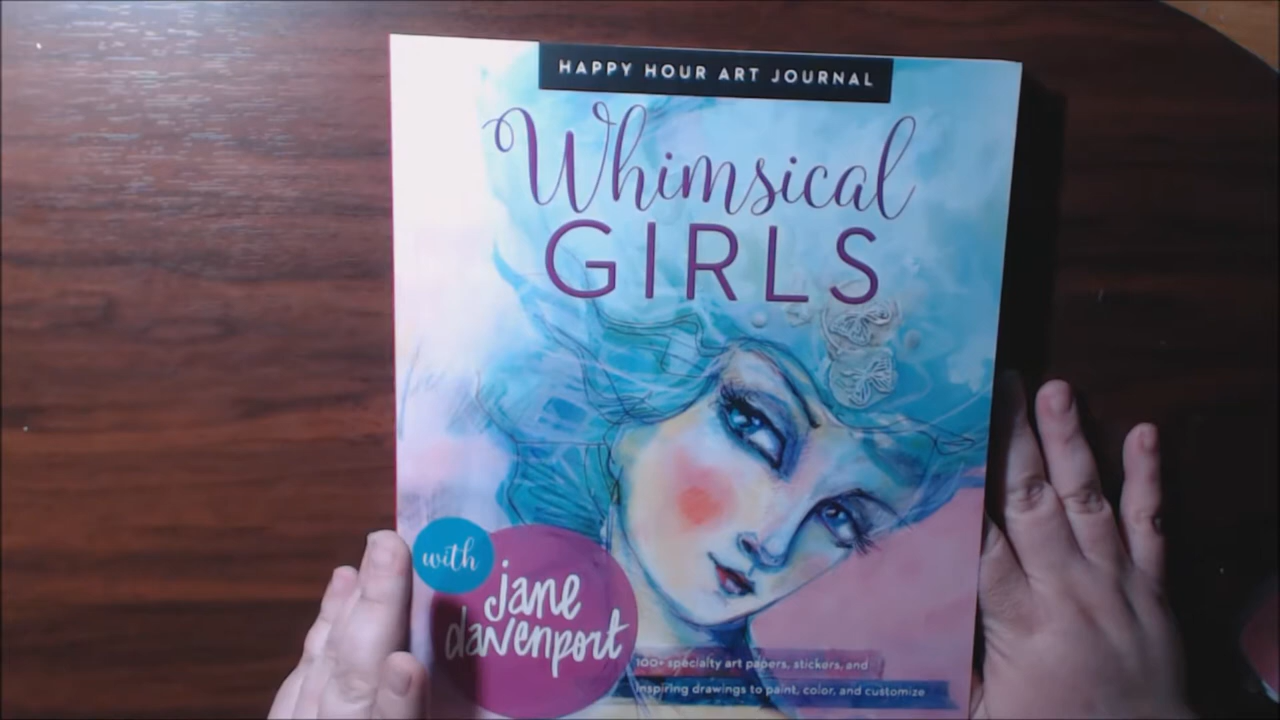 HAPPY HOUR ART JOURNAL
Whimsical
GIRLS
with
jane
davenport
100+ specialty art papers, stickers, and
inspiring drawings to paint, color, and customize